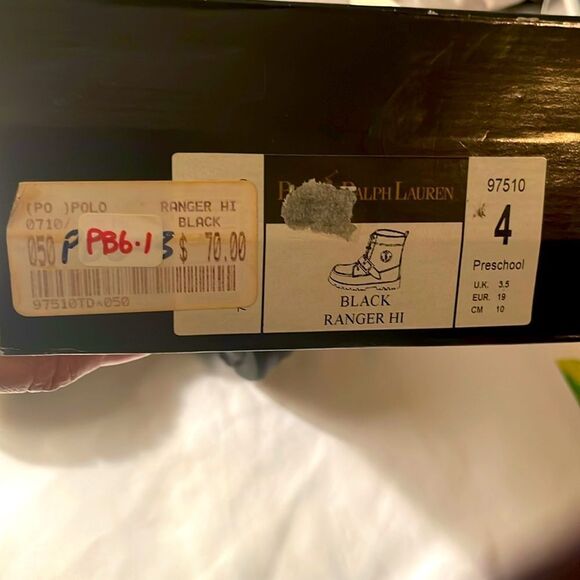 (PO )POLO RANGER HI
0710/ BLACK
050 P PB6.1 $ 70.00
97510TD-050
RALPH LAUREN
BLACK
RANGER HI
97510
4
Preschool
U.K. 3.5
EUR. 19
CM 10